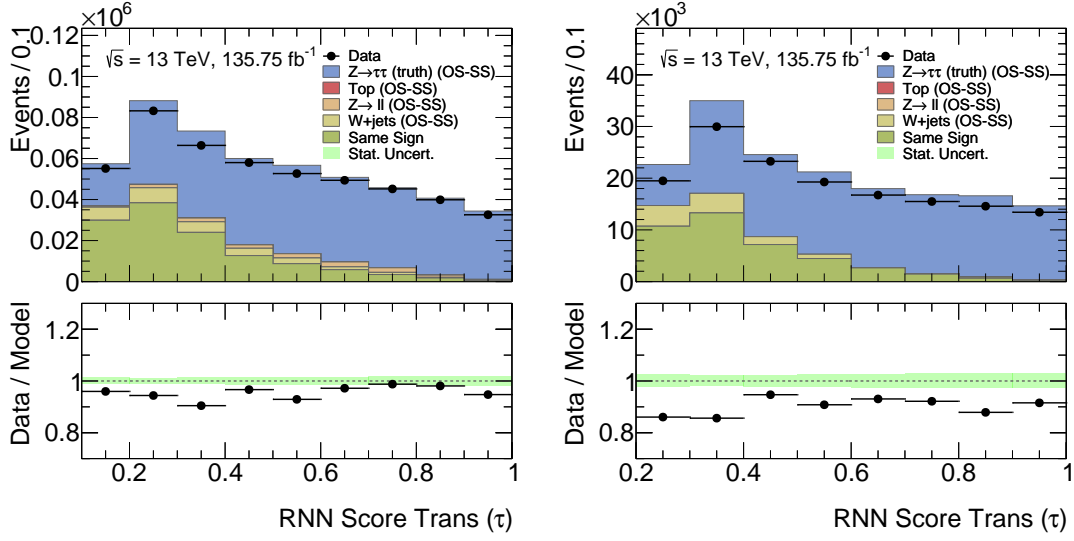 ×10⁶
√s = 13 TeV, 135.75 fb⁻¹
Data
Z→ττ (truth) (OS-SS)
Top (OS-SS)
Z→ ll (OS-SS)
W+jets (OS-SS)
Same Sign
Stat. Uncert.
Events / 0.1
0.12
0.1
0.08
0.06
0.04
0.02
0
Data / Model
1.2
1
0.8
0.2 0.4 0.6 0.8 1
RNN Score Trans (τ)
×10³
√s = 13 TeV, 135.75 fb⁻¹
Data
Z→ττ (truth) (OS-SS)
Top (OS-SS)
Z→ ll (OS-SS)
W+jets (OS-SS)
Same Sign
Stat. Uncert.
Events / 0.1
40
30
20
10
0
Data / Model
1.2
1
0.8
0.2 0.4 0.6 0.8 1
RNN Score Trans (τ)